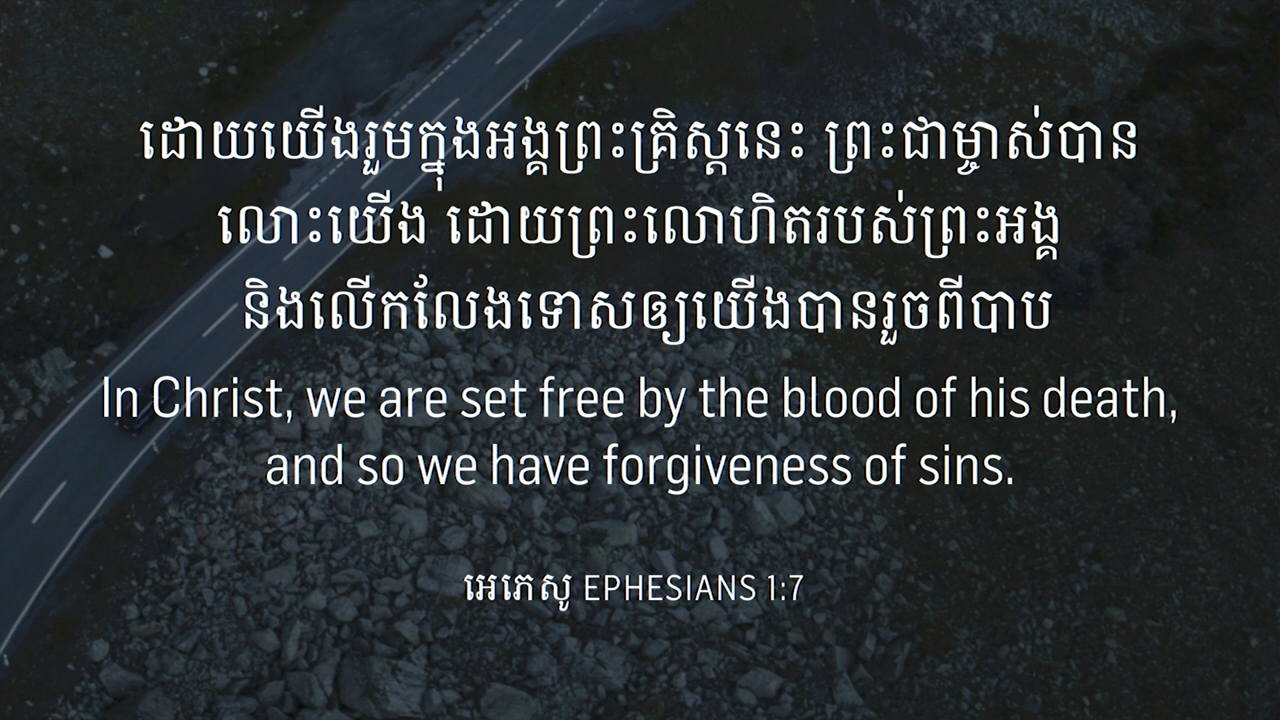 ដោយយើងរួមក្នុងអង្គព្រះគ្រិស្តនេះ ព្រះជាម្ចាស់បាន
លោះយើង ដោយព្រះលោហិតរបស់ព្រះអង្គ
និងលើកលែងទោសឲ្យយើងបានរួចពីបាប
In Christ, we are set free by the blood of his death,
and so we have forgiveness of sins.
អេភេសូ EPHESIANS 1:7